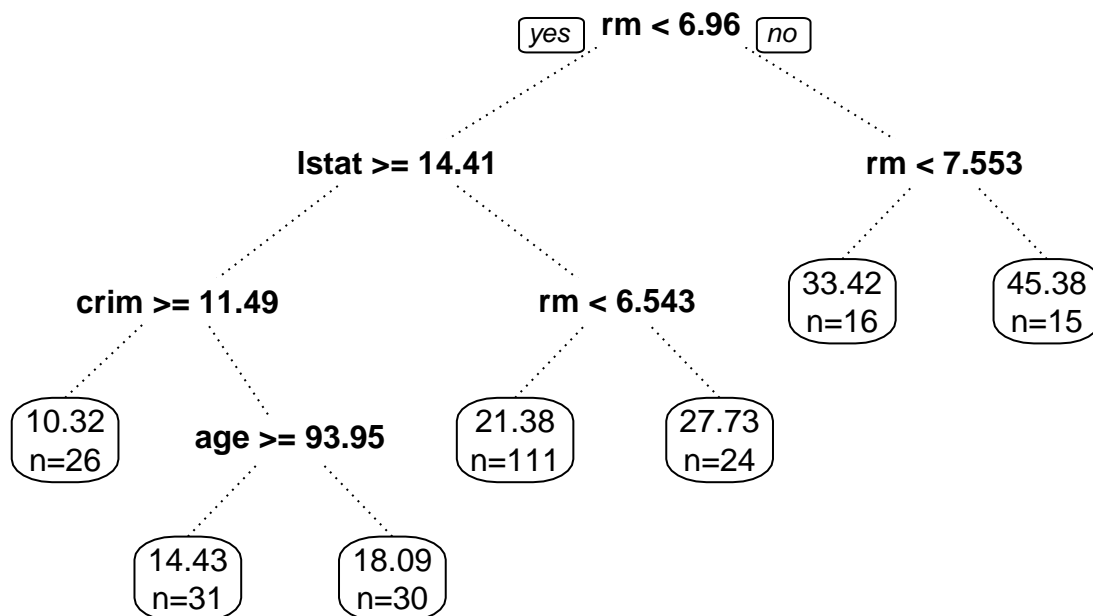 yes rm < 6.96 no
lstat >= 14.41
rm < 7.553
crim >= 11.49
rm < 6.543
33.42
n=16
45.38
n=15
10.32
n=26
age >= 93.95
21.38
n=111
27.73
n=24
14.43
n=31
18.09
n=30